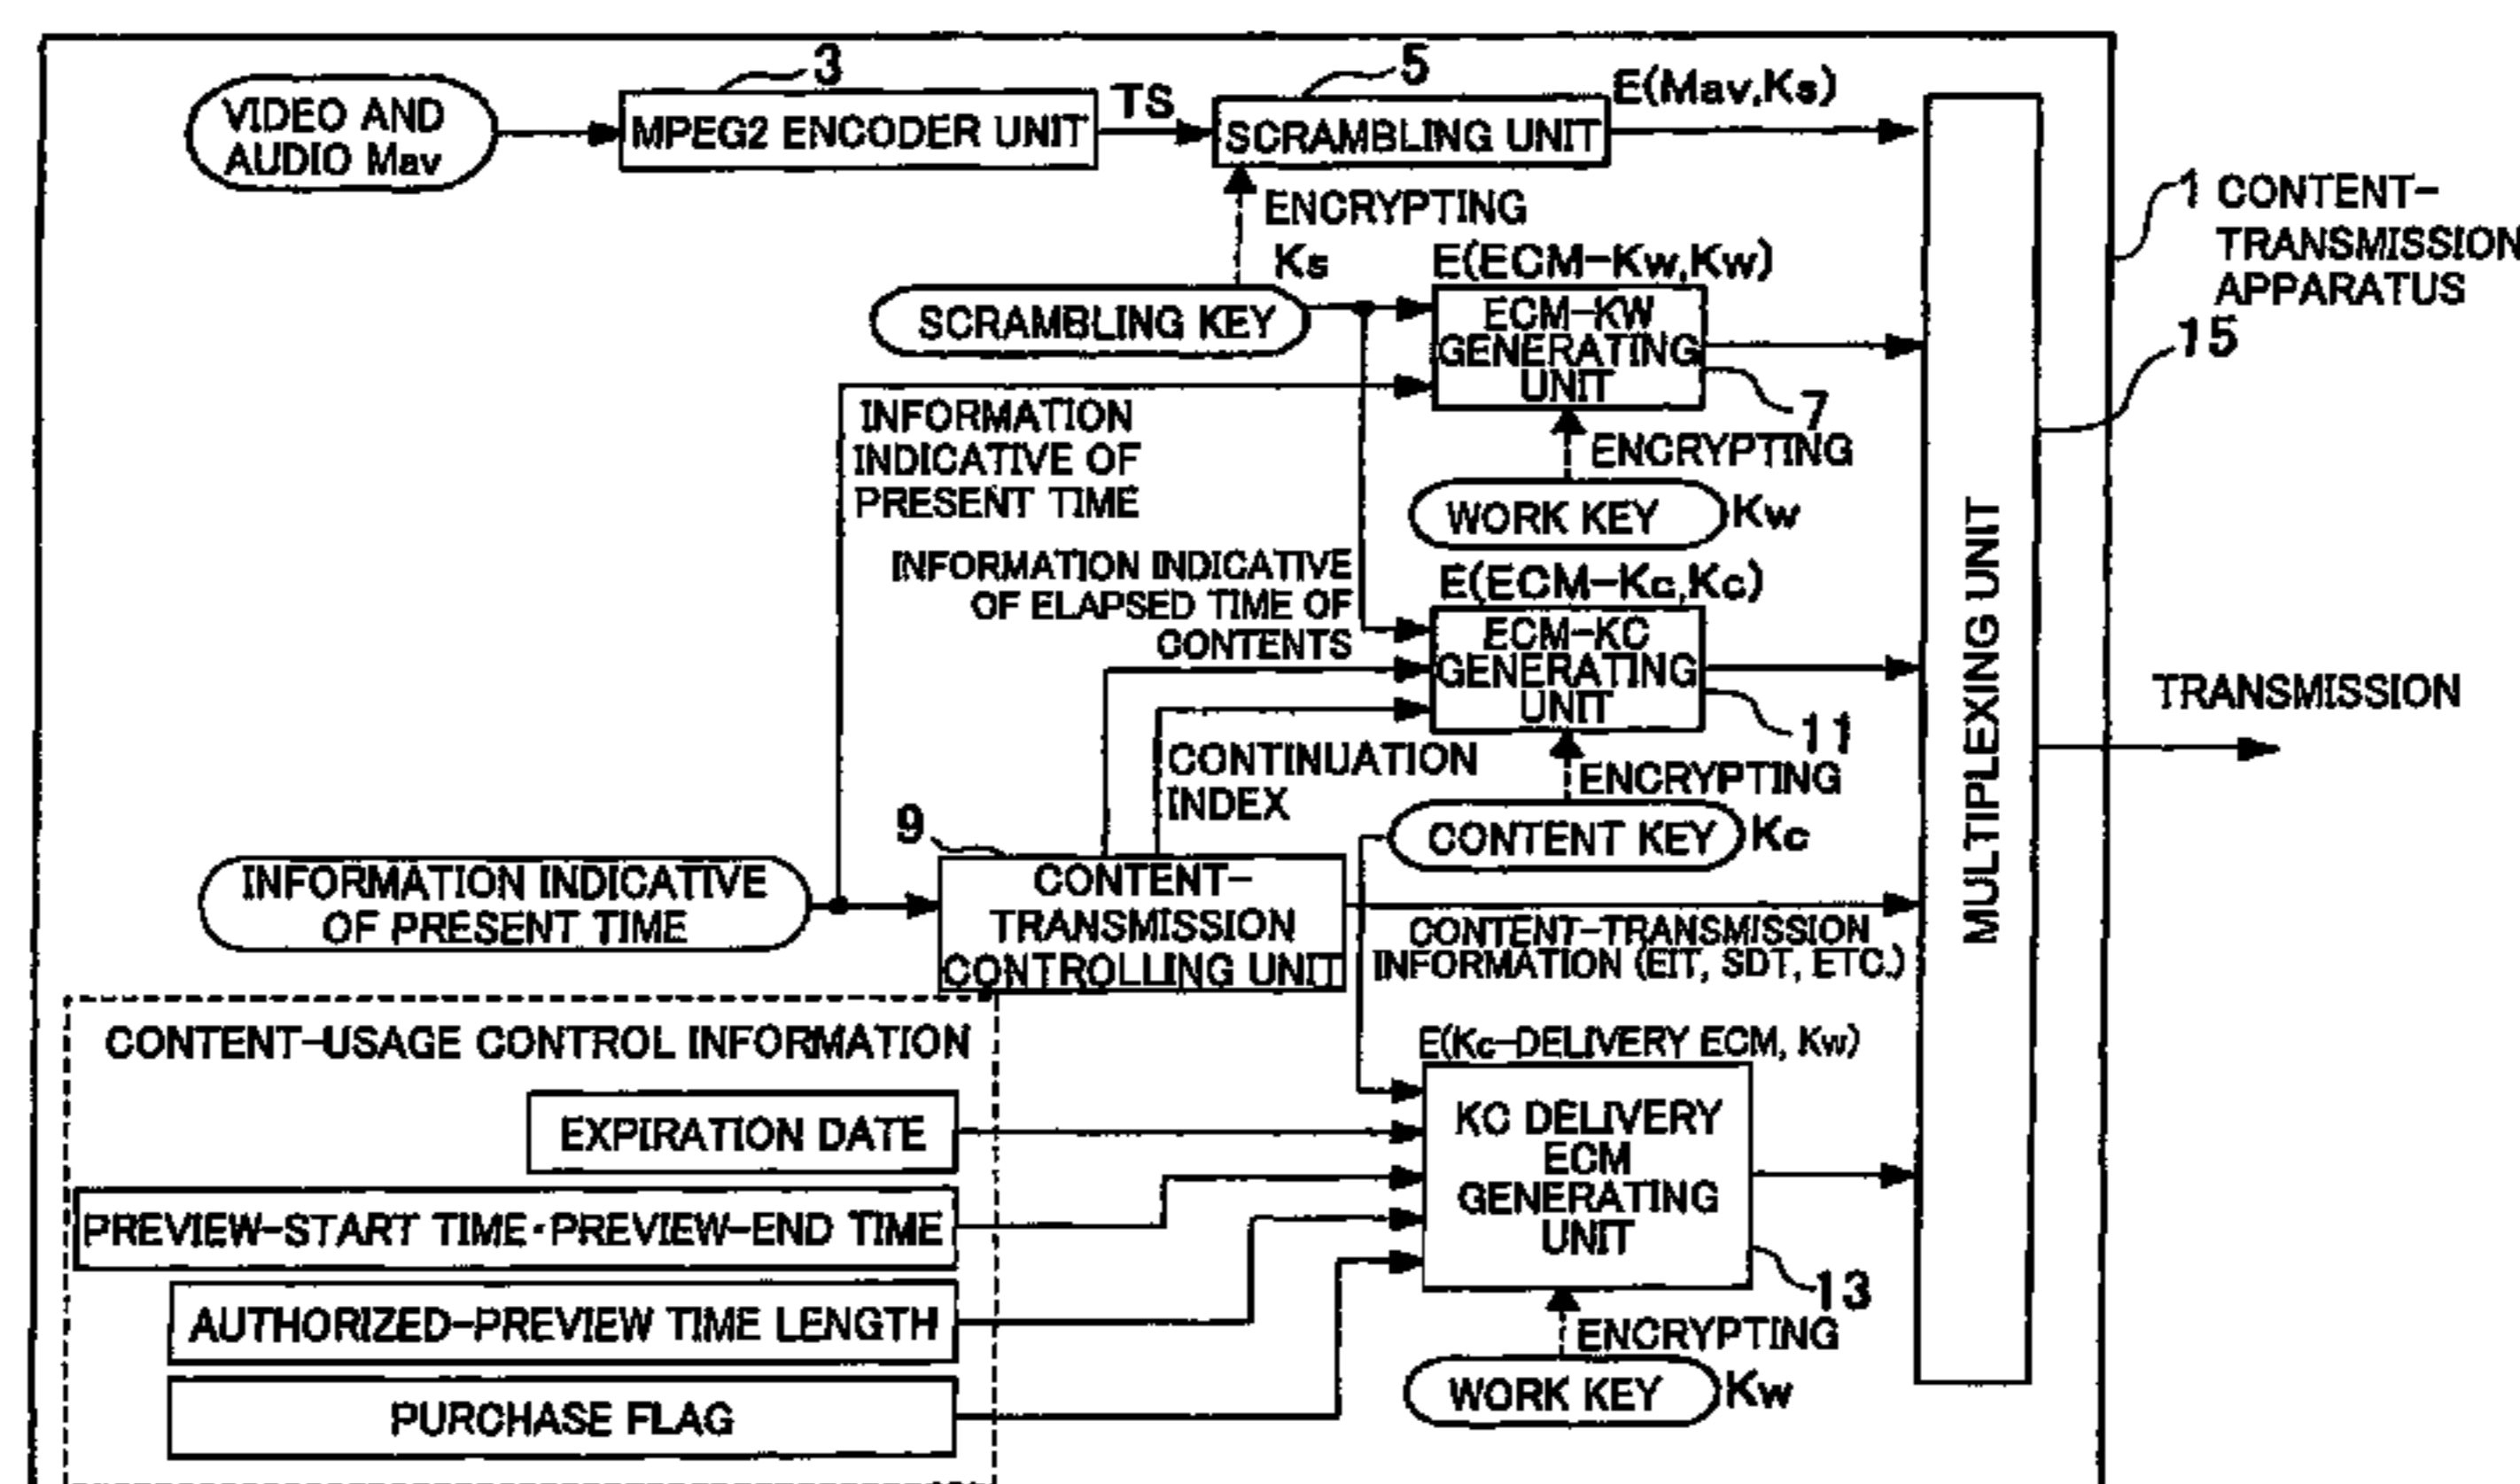 3
5
E(Mav,Ks)
VIDEO AND
AUDIO Mav
MPEG2 ENCODER UNIT
TS
SCRAMBLING UNIT
1 CONTENT-
TRANSMISSION
APPARATUS
ENCRYPTING
Ks
E(ECM-Kw,Kw)
SCRAMBLING KEY
ECM-KW
GENERATING
UNIT
15
7
INFORMATION
INDICATIVE OF
PRESENT TIME
ENCRYPTING
WORK KEY
Kw
INFORMATION INDICATIVE
OF ELAPSED TIME OF
CONTENTS
E(ECM-Kc,Kc)
ECM-KC
GENERATING
UNIT
11
MULTIPLEXING UNIT
TRANSMISSION
CONTINUATION
INDEX
ENCRYPTING
9
CONTENT KEY
Kc
INFORMATION INDICATIVE
OF PRESENT TIME
CONTENT-
TRANSMISSION
CONTROLLING UNIT
CONTENT-TRANSMISSION
INFORMATION (EIT, SDT, ETC.)
CONTENT-USAGE CONTROL INFORMATION
E(Kc-DELIVERY ECM, Kw)
EXPIRATION DATE
KC DELIVERY
ECM
GENERATING
UNIT
PREVIEW-START TIME・PREVIEW-END TIME
13
AUTHORIZED-PREVIEW TIME LENGTH
ENCRYPTING
PURCHASE FLAG
WORK KEY
Kw